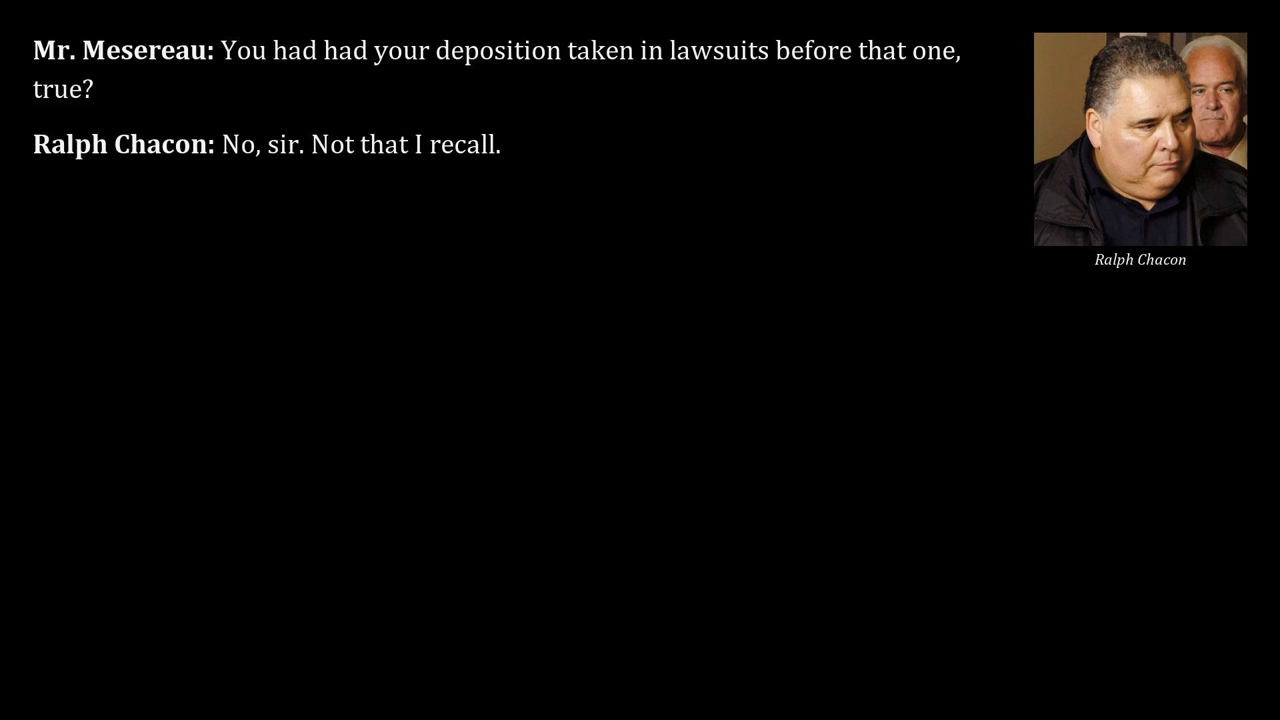 Mr. Mesereau: You had had your deposition taken in lawsuits before that one,
true?
Ralph Chacon: No, sir. Not that I recall.
Ralph Chacon